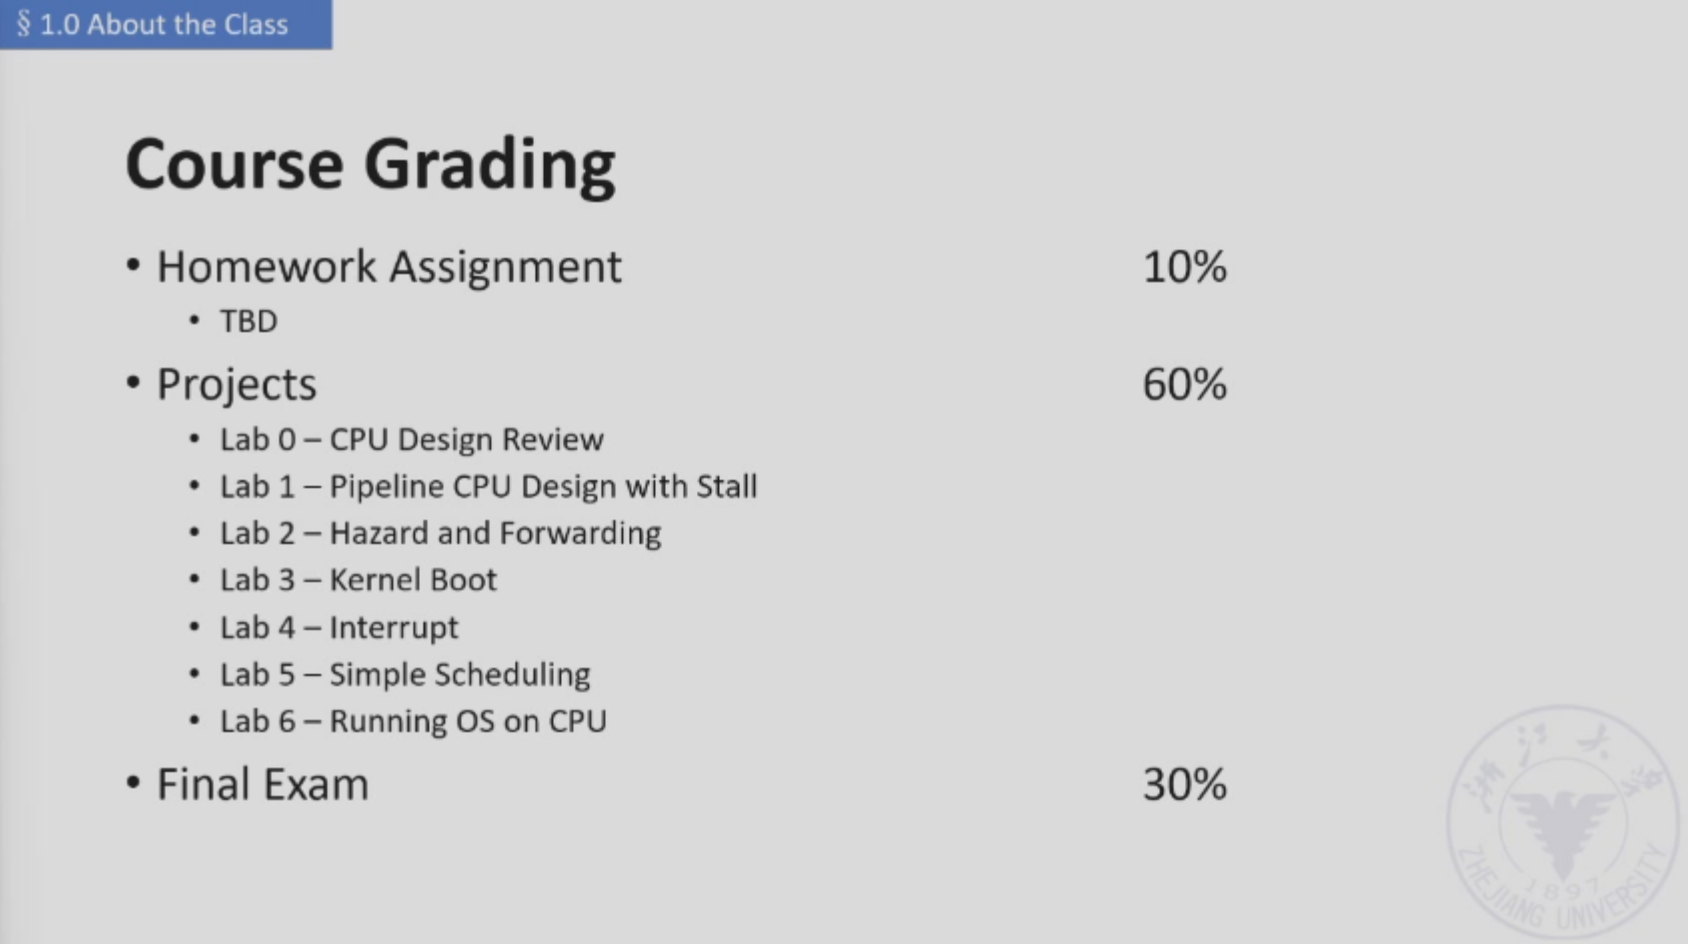 § 1.0 About the Class
Course Grading
• Homework Assignment 10%
• TBD
• Projects 60%
• Lab 0 – CPU Design Review
• Lab 1 – Pipeline CPU Design with Stall
• Lab 2 – Hazard and Forwarding
• Lab 3 – Kernel Boot
• Lab 4 – Interrupt
• Lab 5 – Simple Scheduling
• Lab 6 – Running OS on CPU
• Final Exam 30%
浙江大学
1897
ZHEJIANG UNIVERSITY